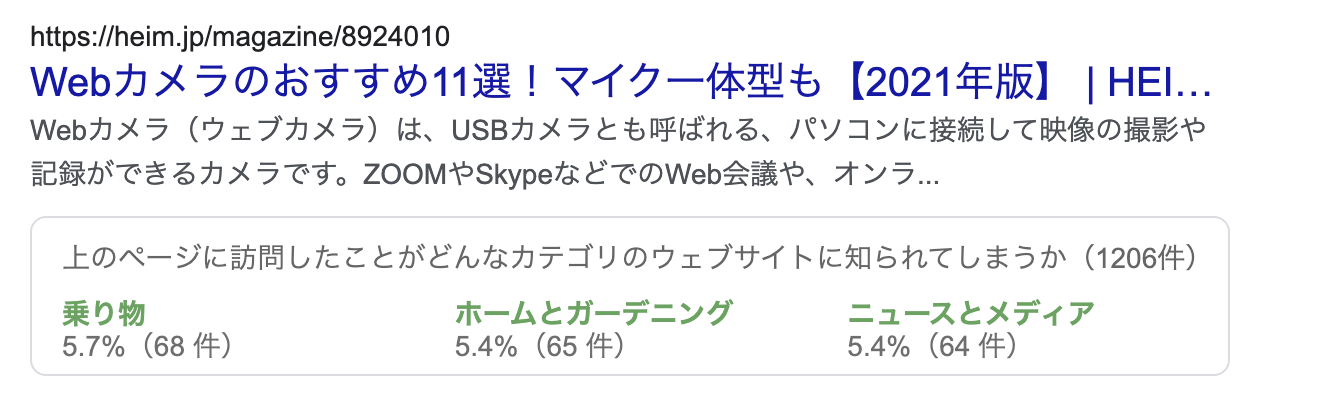 https://heim.jp/magazine/8924010
Webカメラのおすすめ11選！マイク一体型も【2021年版】 | HEI...
Webカメラ（ウェブカメラ）は、USBカメラとも呼ばれる、パソコンに接続して映像の撮影や
記録ができるカメラです。ZOOMやSkypeなどでのWeb会議や、オンラ...
上のページに訪問したことがどんなカテゴリのウェブサイトに知られてしまうか（1206件）
乗り物 ホームとガーデニング ニュースとメディア
5.7%（68 件） 5.4%（65 件） 5.4%（64 件）